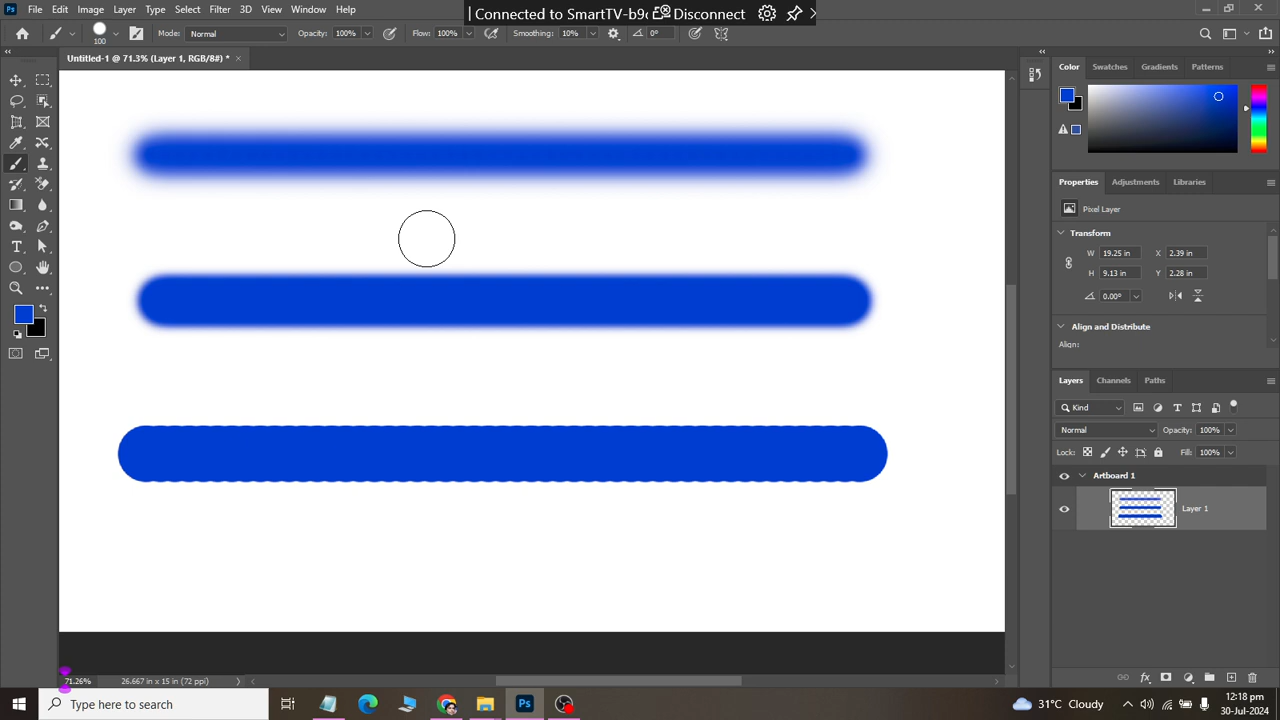 Ps File Edit Image Layer Type Select Filter 3D View Plugins Window Help
Connected to SmartTV-b9c Disconnect
100 Mode: Normal Opacity: 100% Flow: 100% Smoothing: 10% 0°
Untitled-1 @ 71.3% (Layer 1, RGB/8#) *
Color Swatches Gradients Patterns
Properties Adjustments Libraries
Pixel Layer
Transform
W 19.25 in X 2.39 in
H 9.13 in Y 2.28 in
0.00°
Align and Distribute
Align:
Layers Channels Paths
Kind
Normal Opacity: 100%
Lock: Fill: 100%
Artboard 1
Layer 1
71.26% 26.667 in x 15 in (72 ppi)
Type here to search
Ps
31°C Cloudy
12:18 pm
30-Jul-2024